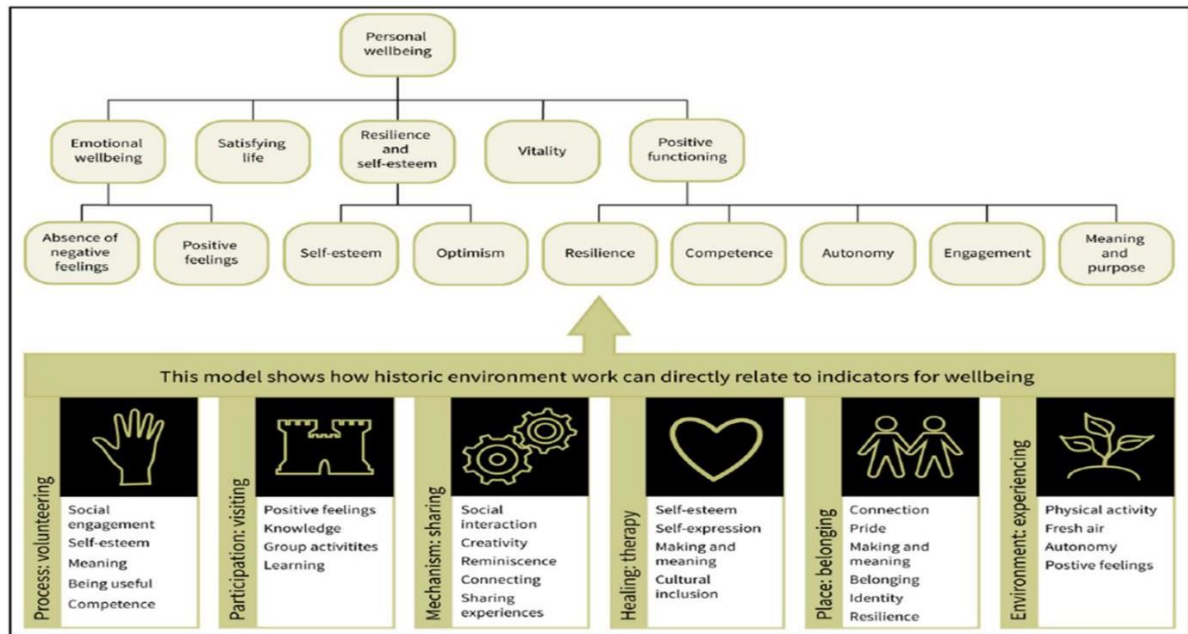 Personal
wellbeing
Emotional
wellbeing
Satisfying
life
Resilience
and
self-esteem
Vitality
Positive
functioning
Absence of
negative
feelings
Positive
feelings
Self-esteem
Optimism
Resilience
Competence
Autonomy
Engagement
Meaning
and
purpose
This model shows how historic environment work can directly relate to indicators for wellbeing
Process: volunteering
Social
engagement
Self-esteem
Meaning
Being useful
Competence
Participation: visiting
Positive feelings
Knowledge
Group activitites
Learning
Mechanism: sharing
Social
interaction
Creativity
Reminiscence
Connecting
Sharing
experiences
Healing: therapy
Self-esteem
Self-expression
Making and
meaning
Cultural
inclusion
Place: belonging
Connection
Pride
Making and
meaning
Belonging
Identity
Resilience
Environment: experiencing
Physical activity
Fresh air
Autonomy
Postive feelings